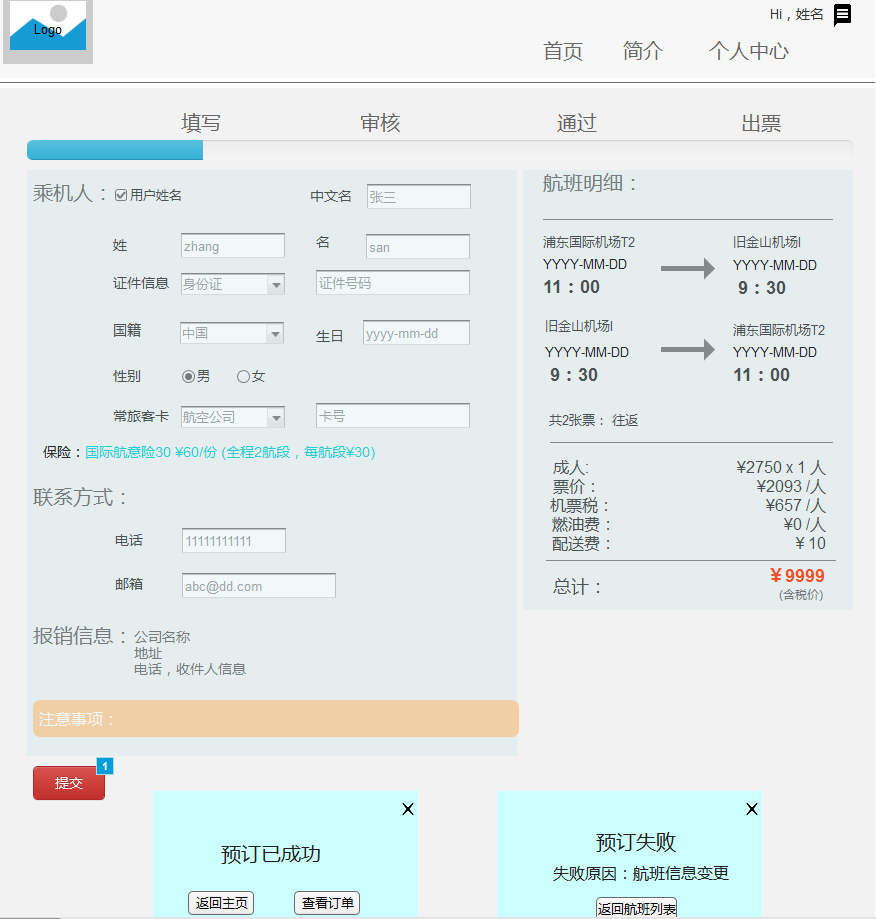 Logo
Hi，姓名
首页 简介 个人中心
填写 审核 通过 出票
乘机人： 用户姓名 中文名 张三
姓 zhang 名 san
证件信息 身份证 证件号码
国籍 中国 生日 yyyy-mm-dd
性别 男 女
常旅客卡 航空公司 卡号
保险：国际航意险30 ¥60/份 (全程2航段，每航段¥30)
联系方式：
电话 11111111111
邮箱 abc@dd.com
报销信息：公司名称
地址
电话，收件人信息
注意事项：
提交 1
航班明细：
浦东国际机场T2 旧金山机场I
YYYY-MM-DD YYYY-MM-DD
11：00 9：30
旧金山机场I 浦东国际机场T2
YYYY-MM-DD YYYY-MM-DD
9：30 11：00
共2张票： 往返
成人: ¥2750 x 1 人
票价： ¥2093 /人
机票税： ¥657 /人
燃油费： ¥0 /人
配送费： ¥ 10
总计： ¥9999
(含税价)
X
预订已成功
返回主页 查看订单
X
预订失败
失败原因：航班信息变更
返回航班列表